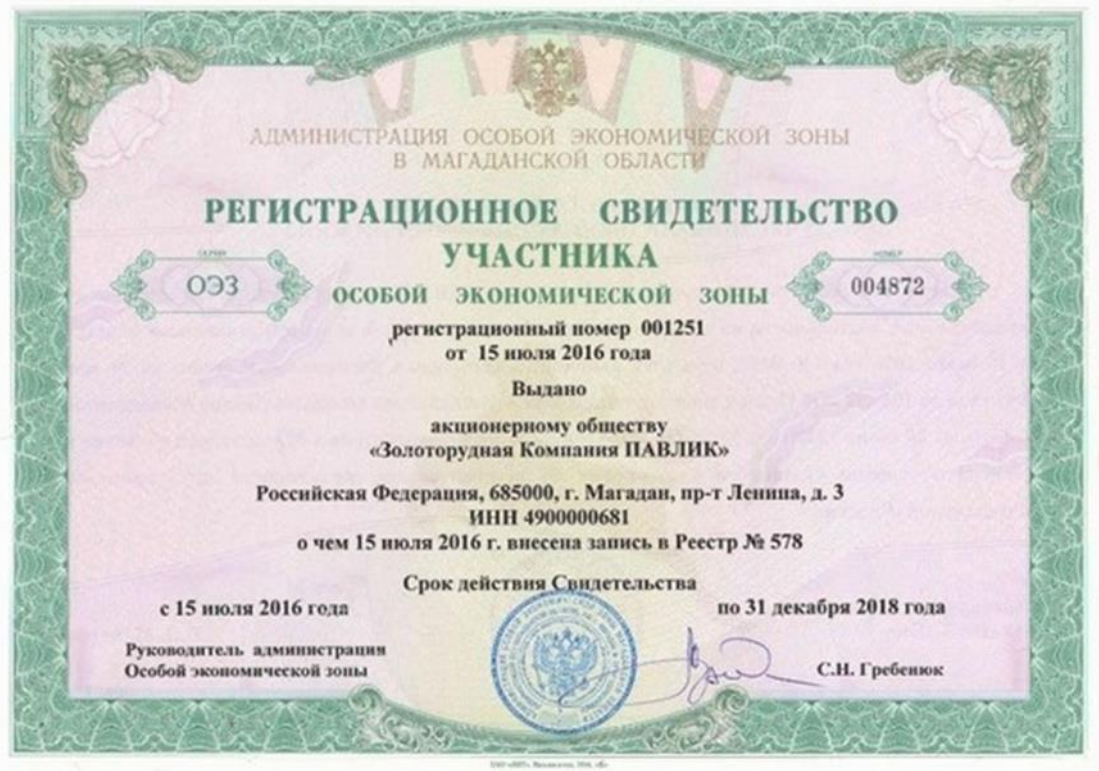 АДМИНИСТРАЦИЯ ОСОБОЙ ЭКОНОМИЧЕСКОЙ ЗОНЫ
В МАГАДАНСКОЙ ОБЛАСТИ
РЕГИСТРАЦИОННОЕ СВИДЕТЕЛЬСТВО
УЧАСТНИКА
СЕРИЯ
ОЭЗ
НОМЕР
004872
ОСОБОЙ ЭКОНОМИЧЕСКОЙ ЗОНЫ
регистрационный номер 001251
от 15 июля 2016 года
Выдано
акционерному обществу
«Золоторудная Компания ПАВЛИК»
Российская Федерация, 685000, г. Магадан, пр-т Ленина, д. 3
ИНН 4900000681
о чем 15 июля 2016 г. внесена запись в Реестр № 578
Срок действия Свидетельства
с 15 июля 2016 года
по 31 декабря 2018 года
Руководитель администрация
Особой экономической зоны
С.Н. Гребенюк